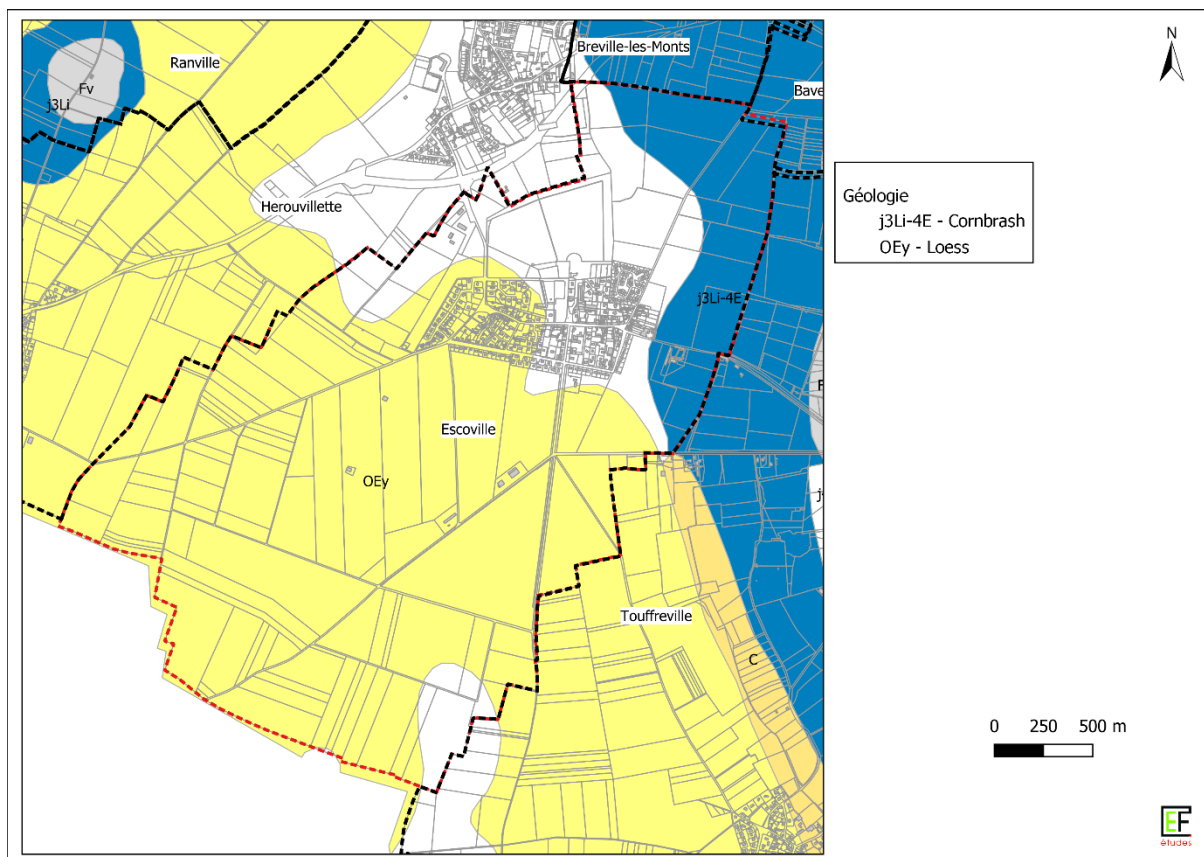 Breville-les-Monts
N
Ranville
Bave
Fv
j3Li
Géologie
j3Li-4E - Cornbrash
OEy - Loess
Herouvillette
j3Li-4E
F
Escoville
OEy
j
Touffreville
C
0 250 500 m
EF
études